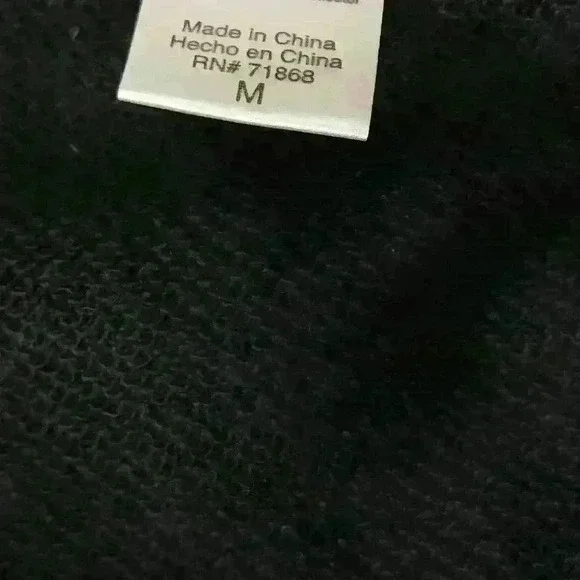 Made in China
Hecho en China
RN# 71868
M